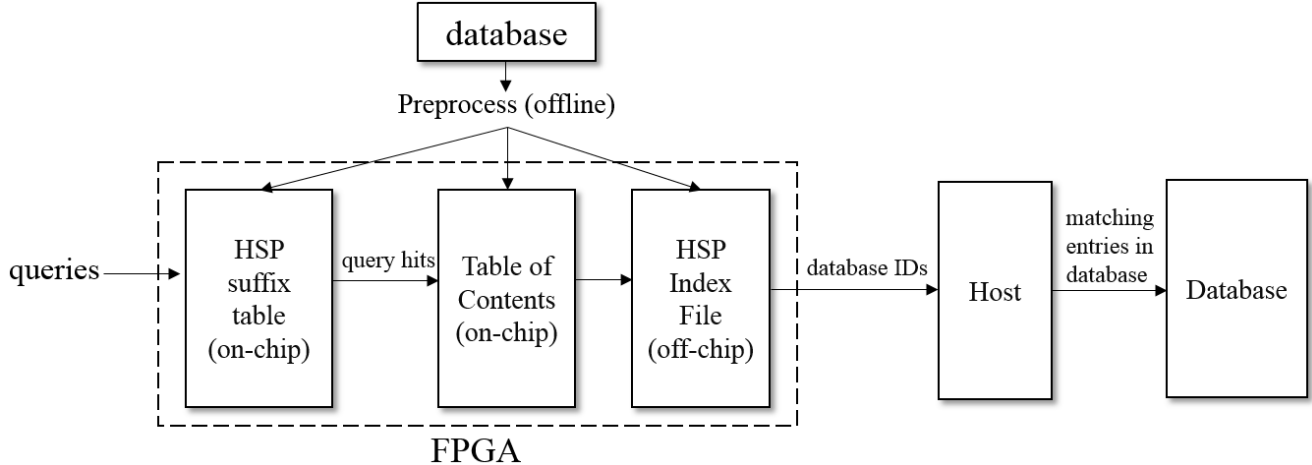 database
Preprocess (offline)
queries
HSP
suffix
table
(on-chip)
query hits
Table of
Contents
(on-chip)
HSP
Index
File
(off-chip)
database IDs
Host
matching
entries in
database
Database
FPGA